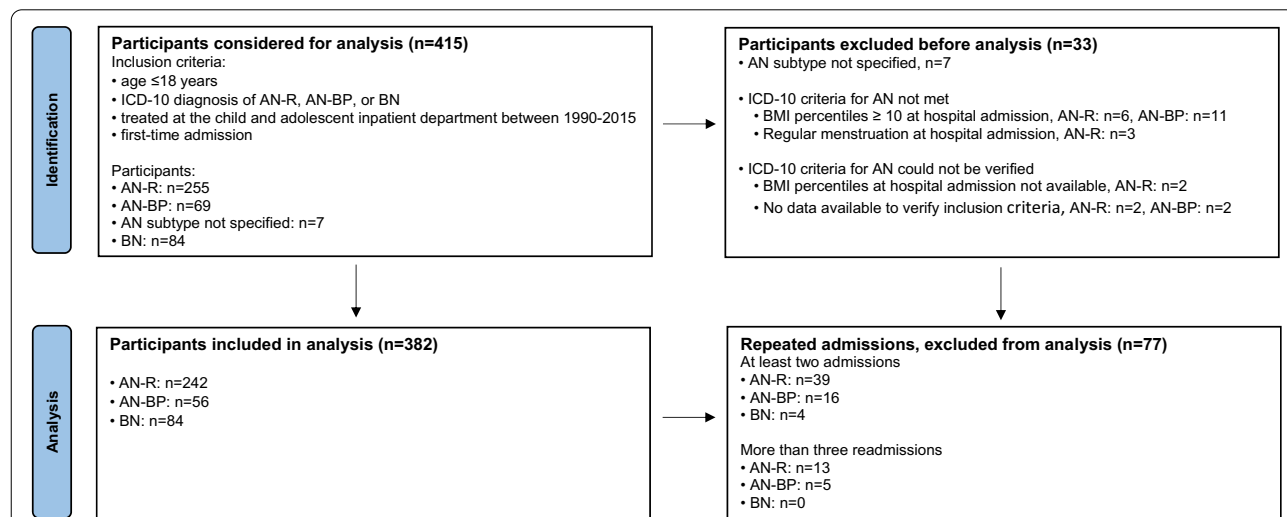 Identification
Participants considered for analysis (n=415)
Inclusion criteria:
• age ≤18 years
• ICD-10 diagnosis of AN-R, AN-BP, or BN
• treated at the child and adolescent inpatient department between 1990-2015
• first-time admission
Participants:
• AN-R: n=255
• AN-BP: n=69
• AN subtype not specified: n=7
• BN: n=84
Participants excluded before analysis (n=33)
• AN subtype not specified, n=7
• ICD-10 criteria for AN not met
• BMI percentiles ≥ 10 at hospital admission, AN-R: n=6, AN-BP: n=11
• Regular menstruation at hospital admission, AN-R: n=3
• ICD-10 criteria for AN could not be verified
• BMI percentiles at hospital admission not available, AN-R: n=2
• No data available to verify inclusion criteria, AN-R: n=2, AN-BP: n=2
Analysis
Participants included in analysis (n=382)
• AN-R: n=242
• AN-BP: n=56
• BN: n=84
Repeated admissions, excluded from analysis (n=77)
At least two admissions
• AN-R: n=39
• AN-BP: n=16
• BN: n=4
More than three readmissions
• AN-R: n=13
• AN-BP: n=5
• BN: n=0